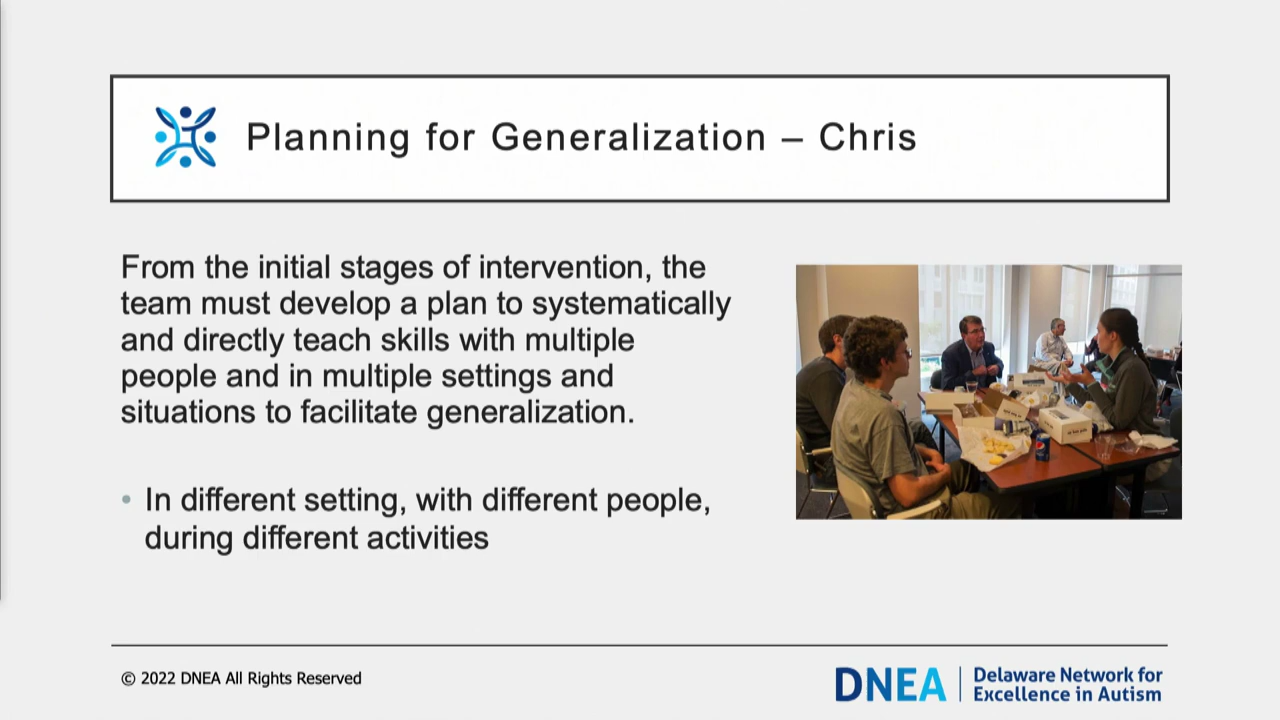 Planning for Generalization – Chris
From the initial stages of intervention, the
team must develop a plan to systematically
and directly teach skills with multiple
people and in multiple settings and
situations to facilitate generalization.
• In different setting, with different people,
during different activities
© 2022 DNEA All Rights Reserved
DNEA
Delaware Network for
Excellence in Autism